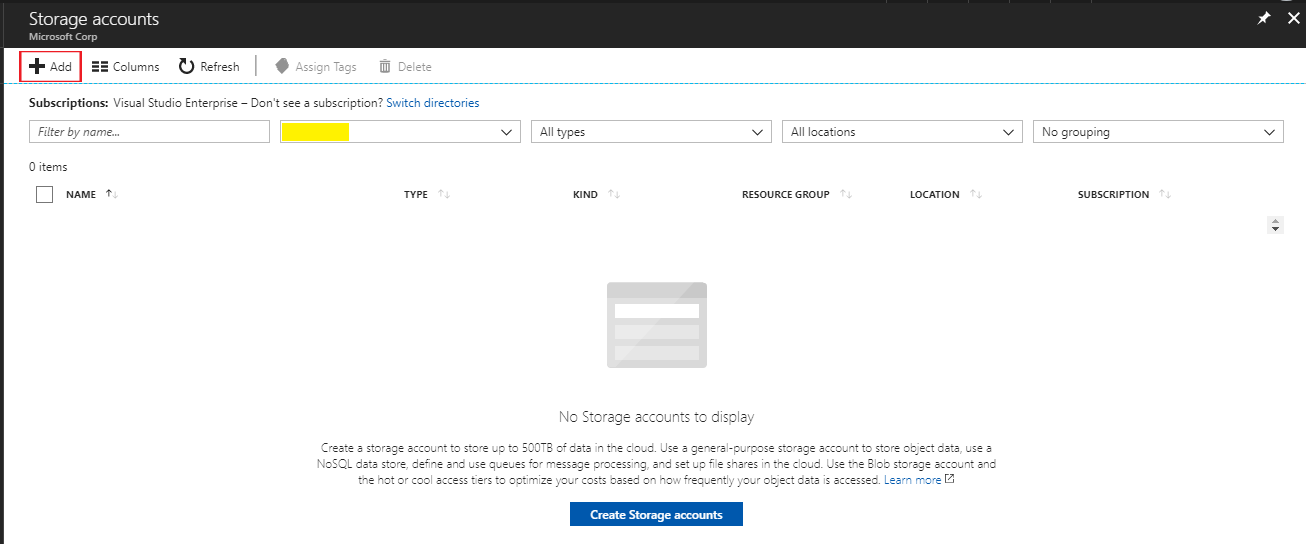 Storage accounts
Microsoft Corp
Add Columns Refresh Assign Tags Delete
Subscriptions: Visual Studio Enterprise – Don't see a subscription? Switch directories
Filter by name... All types All locations No grouping
0 items
NAME TYPE KIND RESOURCE GROUP LOCATION SUBSCRIPTION
No Storage accounts to display
Create a storage account to store up to 500TB of data in the cloud. Use a general-purpose storage account to store object data, use a
NoSQL data store, define and use queues for message processing, and set up file shares in the cloud. Use the Blob storage account and
the hot or cool access tiers to optimize your costs based on how frequently your object data is accessed. Learn more
Create Storage accounts